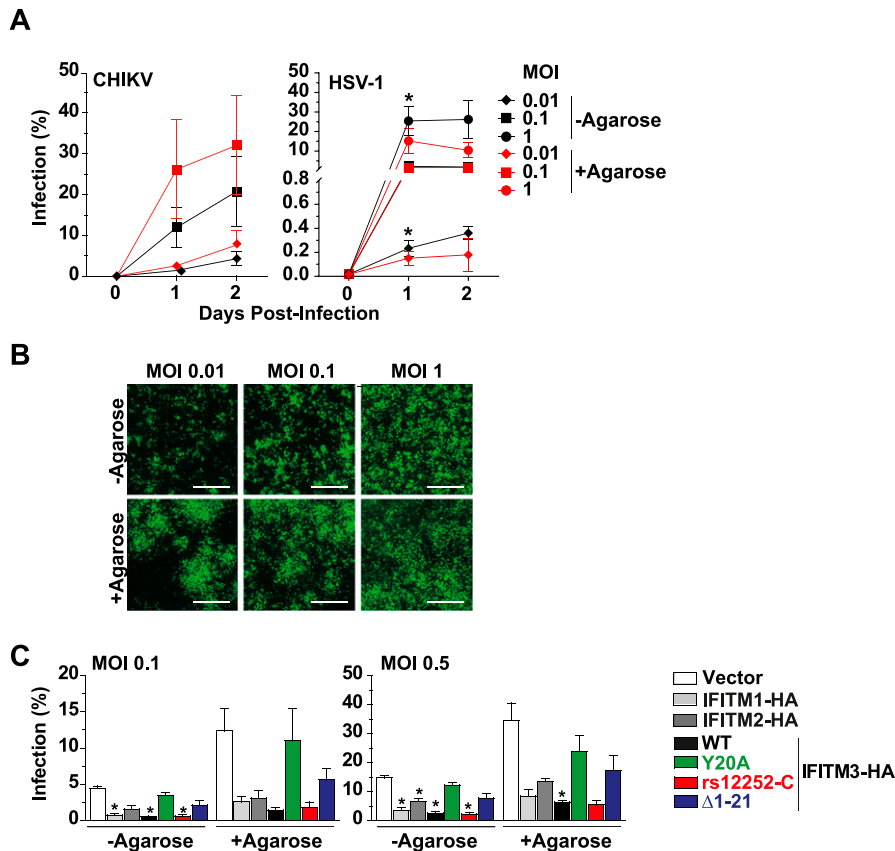 A
CHIKV
HSV-1
MOI
0.01
0.1
1
-Agarose
0.01
0.1
1
+Agarose
Infection (%)
50
40
30
20
10
0
50
40
30
20
10
0.8
0.6
0.4
0.2
0.0
*
*
0 1 2
0 1 2
Days Post-Infection
B
MOI 0.01 MOI 0.1 MOI 1
-Agarose
+Agarose
C
MOI 0.1
MOI 0.5
Infection (%)
20
15
10
5
0
50
40
30
20
10
0
* * *
* * * * *
-Agarose +Agarose
-Agarose +Agarose
Vector
IFITM1-HA
IFITM2-HA
WT
Y20A
rs12252-C
Δ1-21
IFITM3-HA